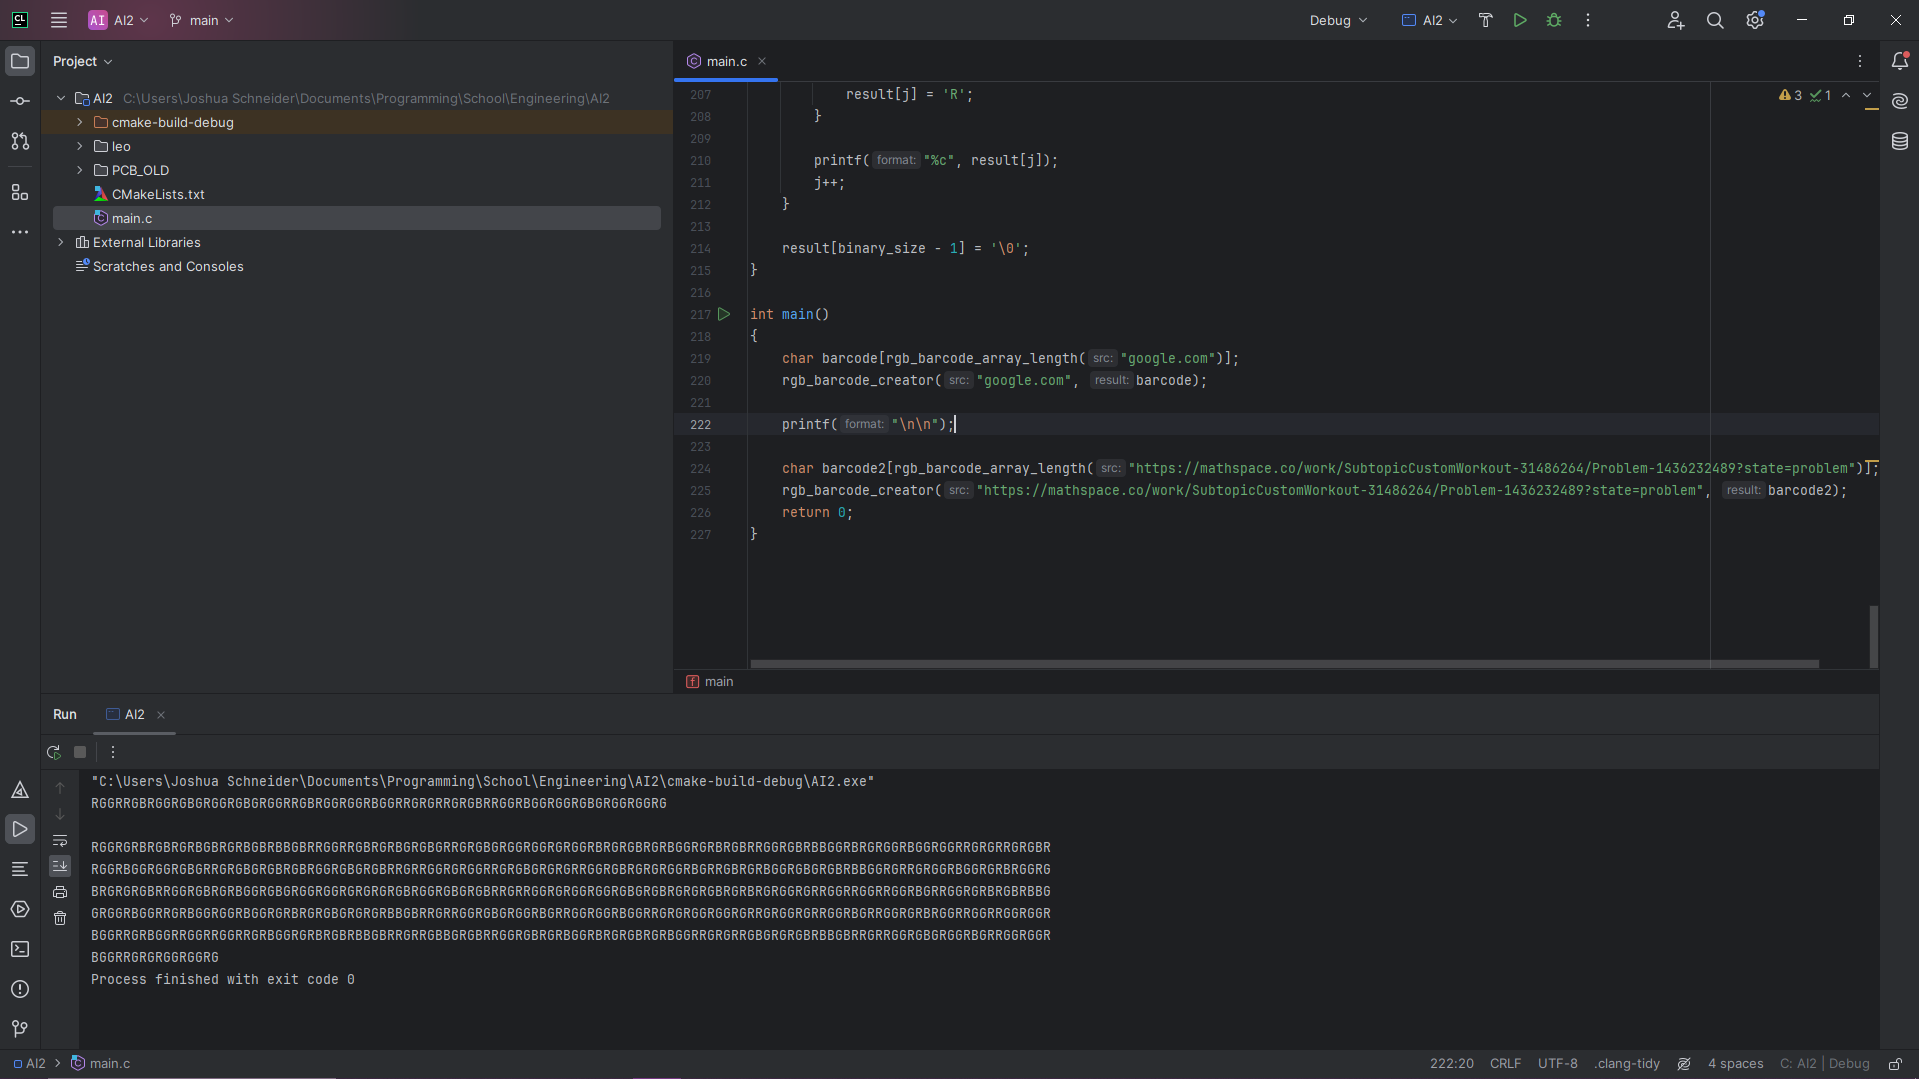 CL
AI AI2 main Debug AI2
Project
AI2 C:\Users\Joshua Schneider\Documents\Programming\School\Engineering\AI2
cmake-build-debug
leo
PCB_OLD
CMakeLists.txt
main.c
External Libraries
Scratches and Consoles
main.c
3 1
207 result[j] = 'R';
208 }
209
210 printf( format: "%c", result[j]);
211 j++;
212 }
213
214 result[binary_size - 1] = '\0';
215 }
216
217 int main()
218 {
219 char barcode[rgb_barcode_array_length( src: "google.com")];
220 rgb_barcode_creator( src: "google.com", result: barcode);
221
222 printf( format: "\n\n");
223
224 char barcode2[rgb_barcode_array_length( src: "https://mathspace.co/work/SubtopicCustomWorkout-31486264/Problem-1436232489?state=problem")];
225 rgb_barcode_creator( src: "https://mathspace.co/work/SubtopicCustomWorkout-31486264/Problem-1436232489?state=problem", result: barcode2);
226 return 0;
227 }
main
Run AI2
"C:\Users\Joshua Schneider\Documents\Programming\School\Engineering\AI2\cmake-build-debug\AI2.exe"
Process finished with exit code 0
AI2 main.c
222:20 CRLF UTF-8 .clang-tidy 4 spaces C: AI2 | Debug